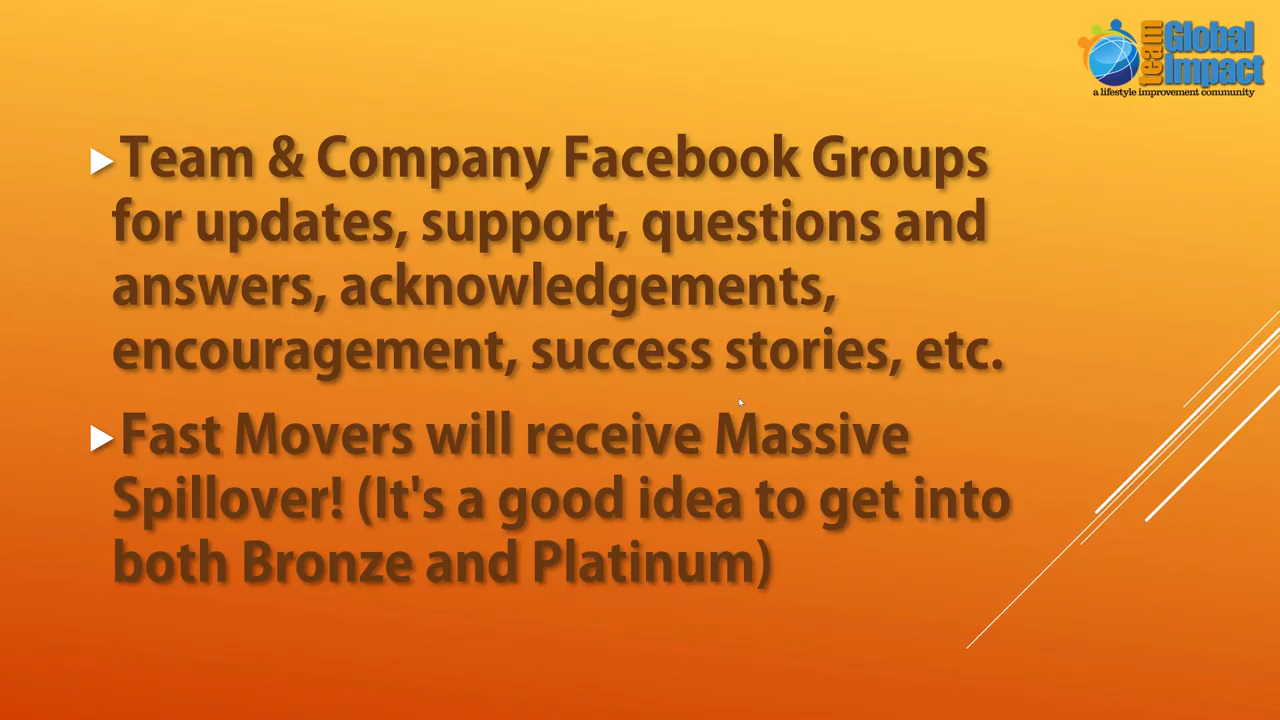 team
Global
Impact
a lifestyle improvement community
Team & Company Facebook Groups
for updates, support, questions and
answers, acknowledgements,
encouragement, success stories, etc.
Fast Movers will receive Massive
Spillover! (It's a good idea to get into
both Bronze and Platinum)